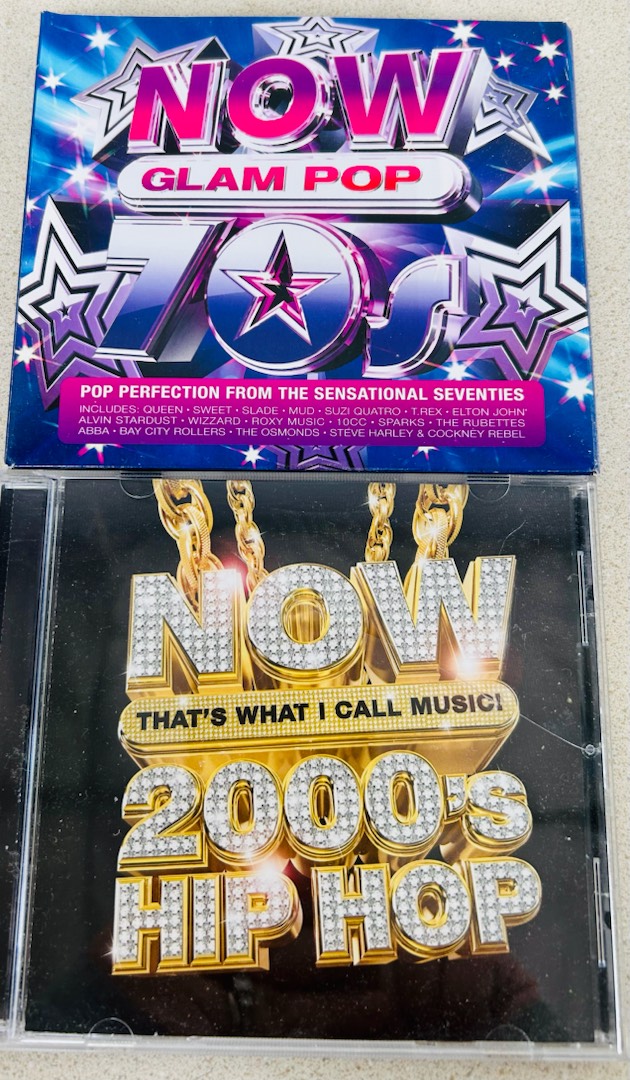 NOW
GLAM POP
70s
POP PERFECTION FROM THE SENSATIONAL SEVENTIES
INCLUDES: QUEEN • SWEET • SLADE • MUD • SUZI QUATRO • T.REX • ELTON JOHN*
ALVIN STARDUST • WIZZARD • ROXY MUSIC • 10CC • SPARKS • THE RUBETTES
ABBA • BAY CITY ROLLERS • THE OSMONDS • STEVE HARLEY & COCKNEY REBEL
NOW
THAT'S WHAT I CALL MUSIC!
2000's
HIP HOP